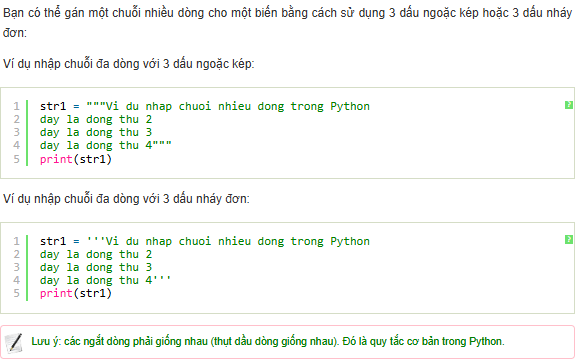 Bạn có thể gán một chuỗi nhiều dòng cho một biến bằng cách sử dụng 3 dấu ngoặc kép hoặc 3 dấu nháy
đơn:
Ví dụ nhập chuỗi đa dòng với 3 dấu ngoặc kép:
?
1 str1 = """Vi du nhap chuoi nhieu dong trong Python
2 day la dong thu 2
3 day la dong thu 3
4 day la dong thu 4"""
5 print(str1)
Ví dụ nhập chuỗi đa dòng với 3 dấu nháy đơn:
?
1 str1 = '''Vi du nhap chuoi nhieu dong trong Python
2 day la dong thu 2
3 day la dong thu 3
4 day la dong thu 4'''
5 print(str1)
Lưu ý: các ngắt dòng phải giống nhau (thụt dầu dòng giống nhau). Đó là quy tắc cơ bản trong Python.